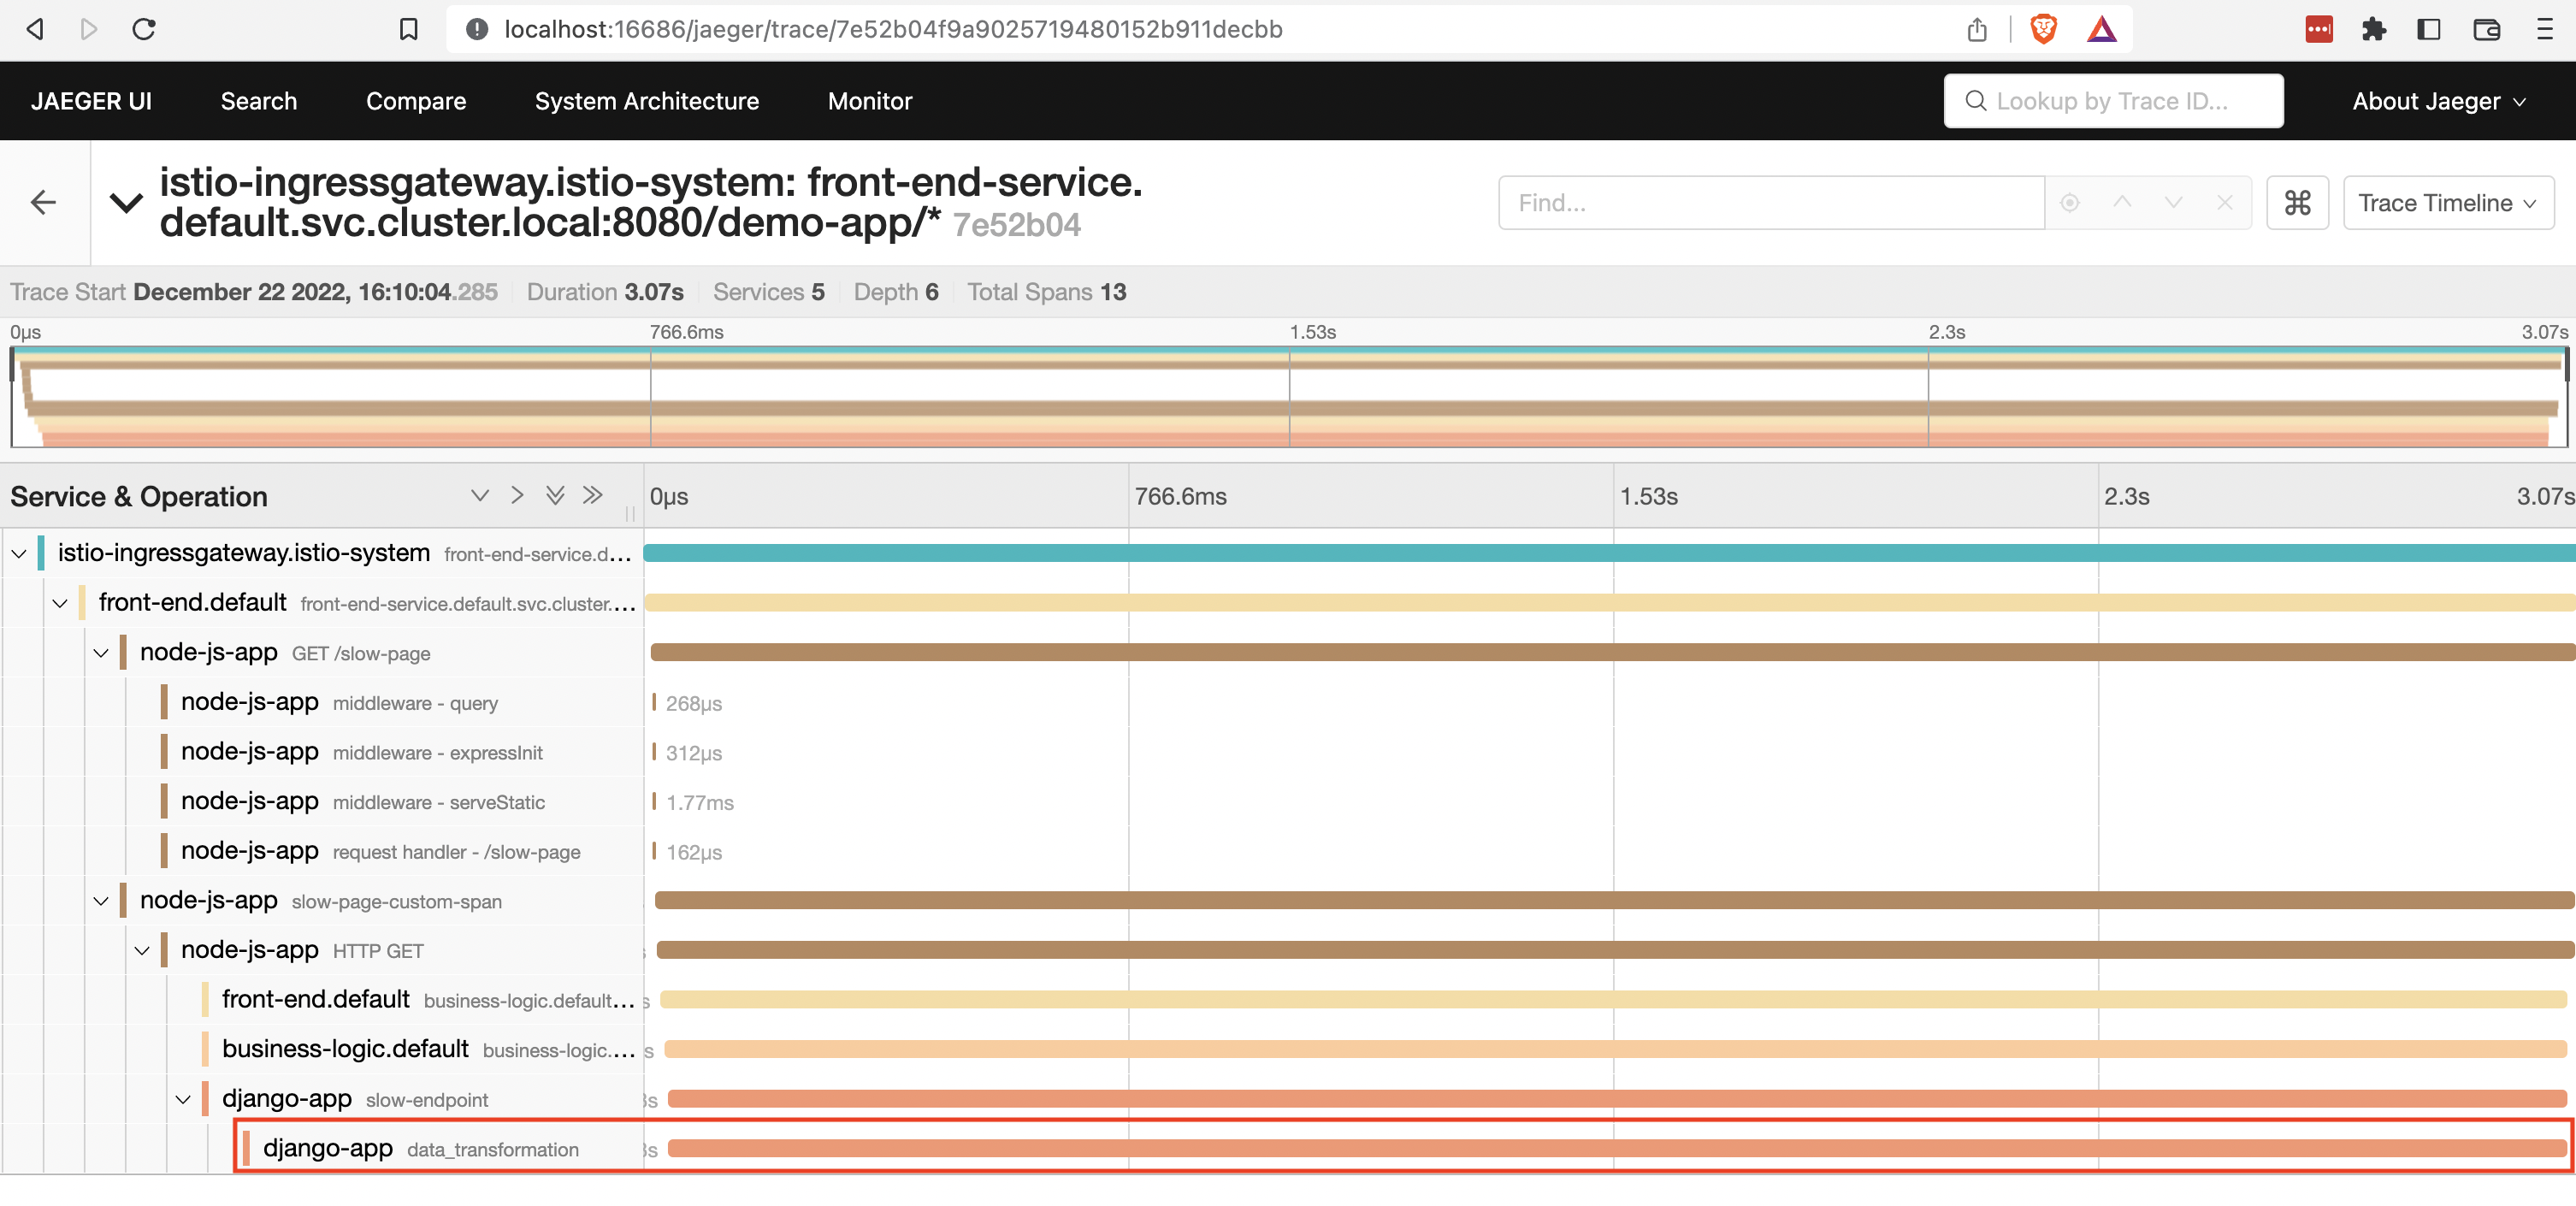 localhost:16686/jaeger/trace/7e52b04f9a9025719480152b911decbb
JAEGER UI Search Compare System Architecture Monitor Lookup by Trace ID... About Jaeger
istio-ingressgateway.istio-system: front-end-service.
default.svc.cluster.local:8080/demo-app/* 7e52b04
Find...
Trace Timeline
Trace Start December 22 2022, 16:10:04.285 Duration 3.07s Services 5 Depth 6 Total Spans 13
0μs 766.6ms 1.53s 2.3s 3.07s
Service & Operation 0μs 766.6ms 1.53s 2.3s 3.07s
istio-ingressgateway.istio-system front-end-service.d...
front-end.default front-end-service.default.svc.cluster....
node-js-app GET /slow-page
node-js-app middleware - query 268μs
node-js-app middleware - expressInit 312μs
node-js-app middleware - serveStatic 1.77ms
node-js-app request handler - /slow-page 162μs
node-js-app slow-page-custom-span
node-js-app HTTP GET
front-end.default business-logic.default... s
business-logic.default business-logic.... s
django-app slow-endpoint
django-app data_transformation